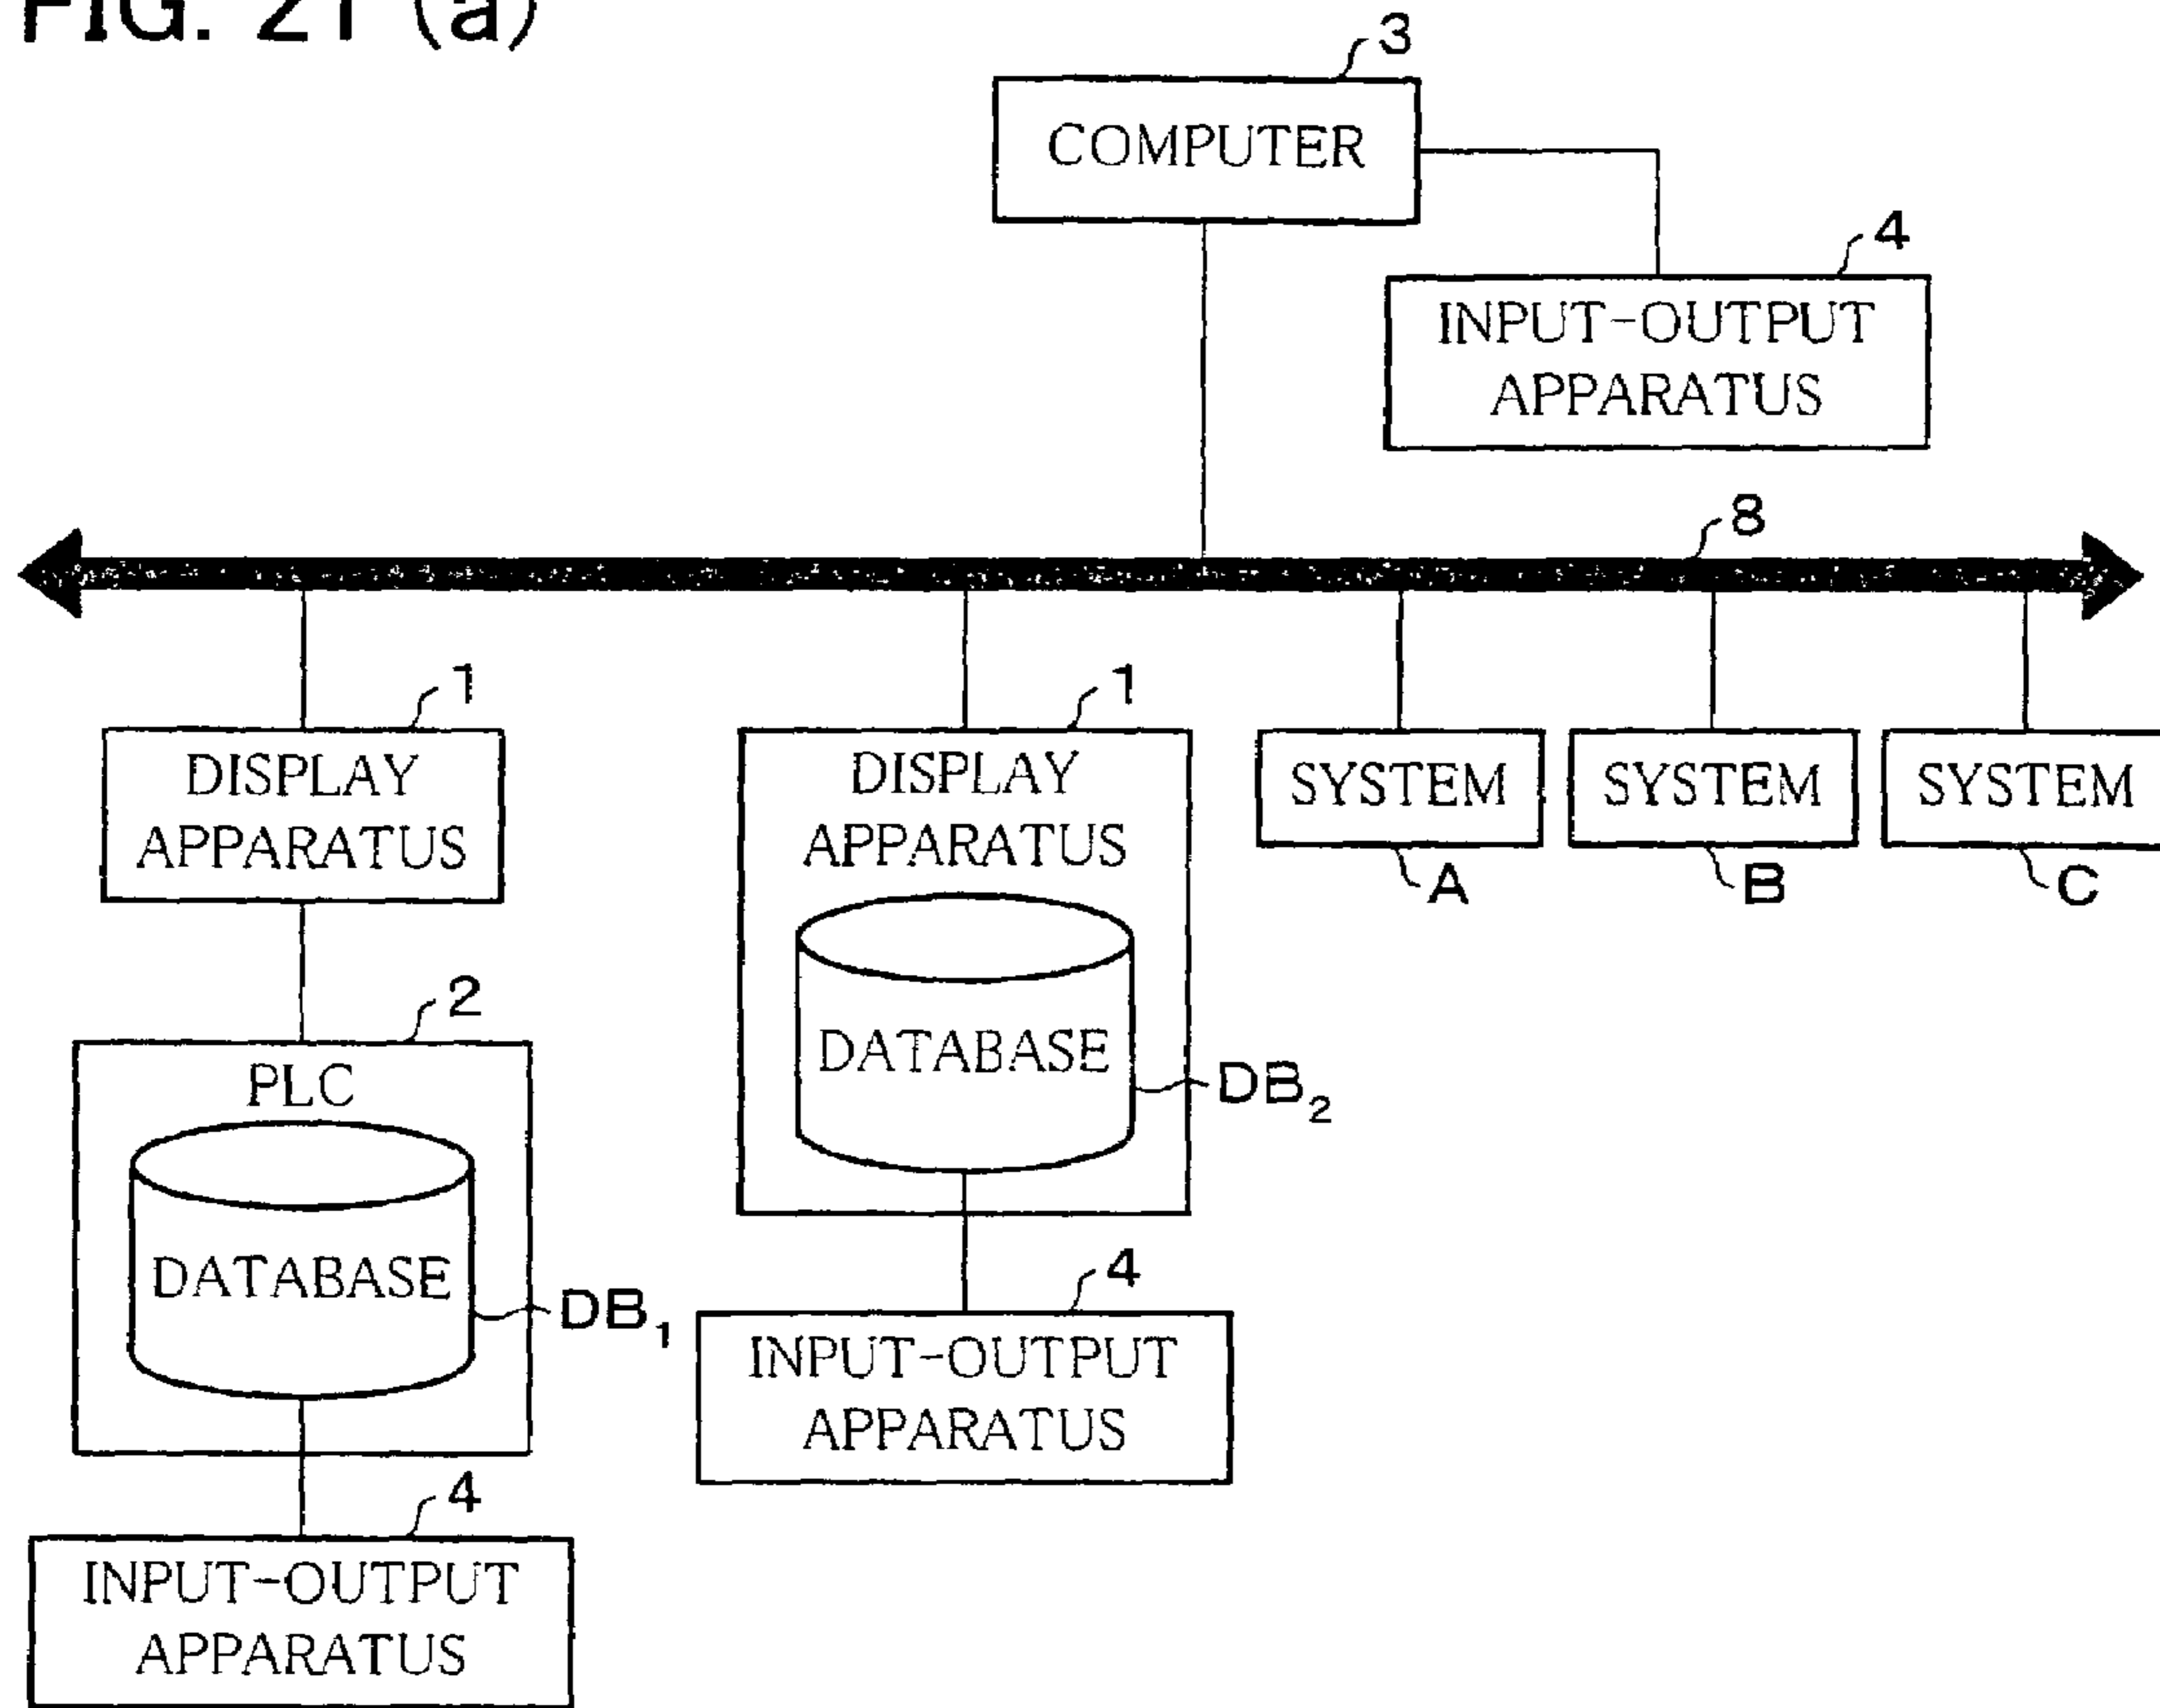 FIG. 21 (a)
3
COMPUTER
4
INPUT-OUTPUT
APPARATUS
8
1
DISPLAY
APPARATUS
1
DISPLAY
APPARATUS
DATABASE
DB2
SYSTEM
A
SYSTEM
B
SYSTEM
C
2
PLC
DATABASE
DB1
4
INPUT-OUTPUT
APPARATUS
4
INPUT-OUTPUT
APPARATUS